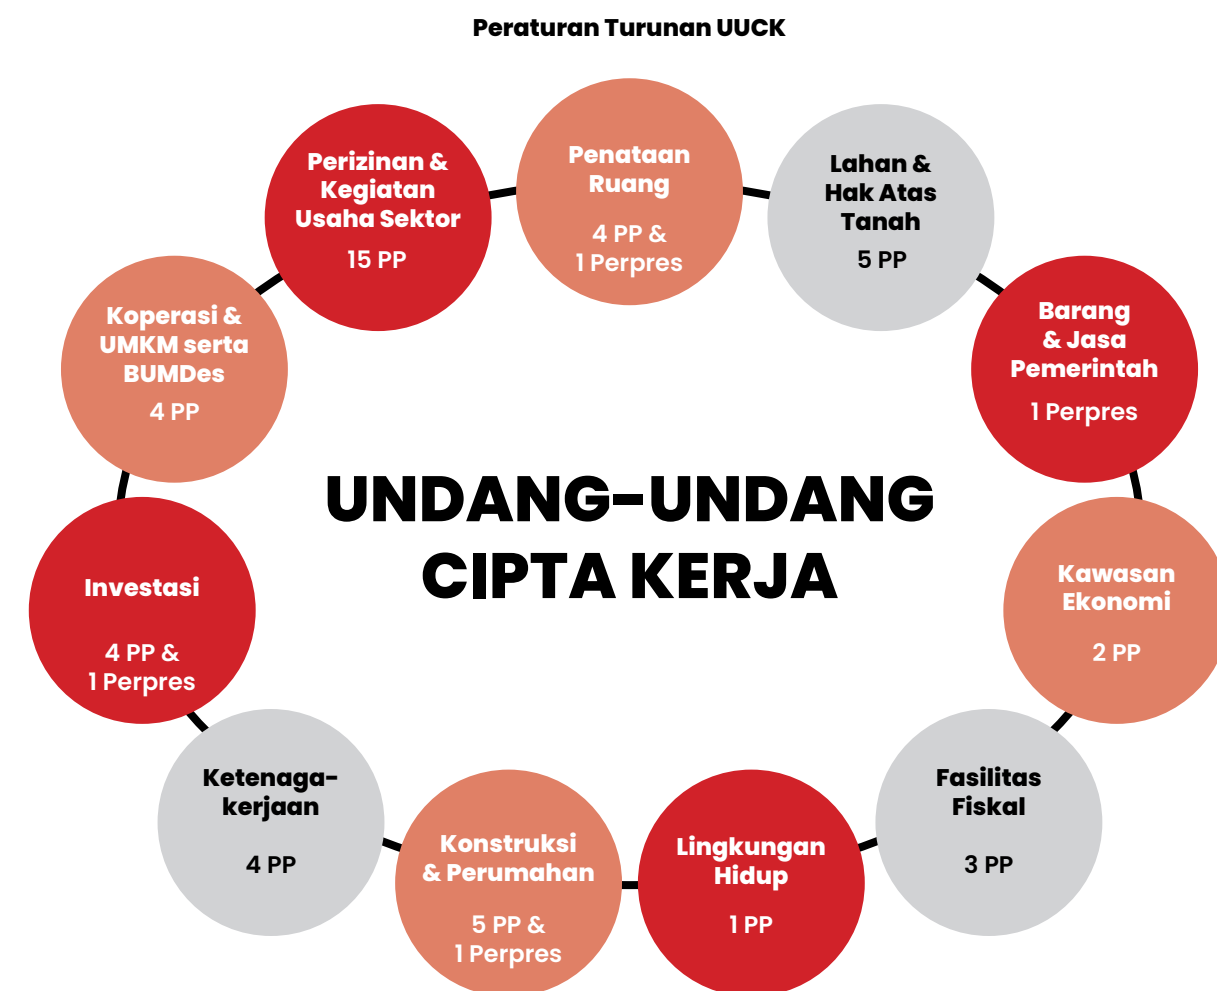 Peraturan Turunan UUCK
Penataan
Ruang
4 PP &
1 Perpres
Lahan &
Hak Atas
Tanah
5 PP
Barang
& Jasa
Pemerintah
1 Perpres
Kawasan
Ekonomi
2 PP
Fasilitas
Fiskal
3 PP
Lingkungan
Hidup
1 PP
Konstruksi
& Perumahan
5 PP &
1 Perpres
Ketenaga-
kerjaan
4 PP
Investasi
4 PP &
1 Perpres
Koperasi &
UMKM serta
BUMDes
4 PP
Perizinan &
Kegiatan
Usaha Sektor
15 PP
UNDANG-UNDANG
CIPTA KERJA